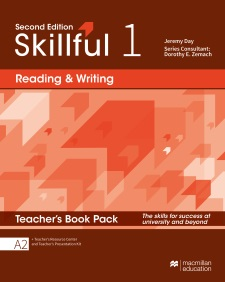 Second Edition
Skillful 1
Jeremy Day
Series Consultant:
Dorothy E. Zemach
Reading & Writing
Teacher's Book Pack
The skills for success at
university and beyond
A2
+ Teacher's Resource Center
and Teacher's Presentation Kit
macmillan
education